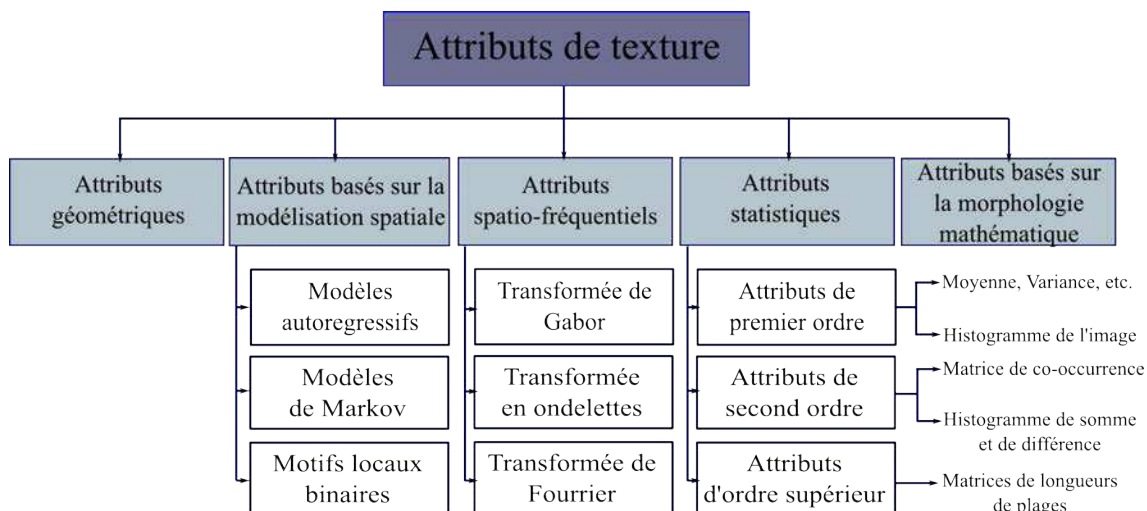 Attributs de texture
Attributs
géométriques
Attributs basés sur la
modélisation spatiale
Attributs
spatio-fréquentiels
Attributs
statistiques
Attributs basés sur
la morphologie
mathématique
Modèles
autoregressifs
Modèles
de Markov
Motifs locaux
binaires
Transformée de
Gabor
Transformée
en ondelettes
Transformée de
Fourrier
Attributs de
premier ordre
Attributs de
second ordre
Attributs
d'ordre supérieur
Moyenne, Variance, etc.
Histogramme de l'image
Matrice de co-occurrence
Histogramme de somme
et de différence
Matrices de longueurs
de plages